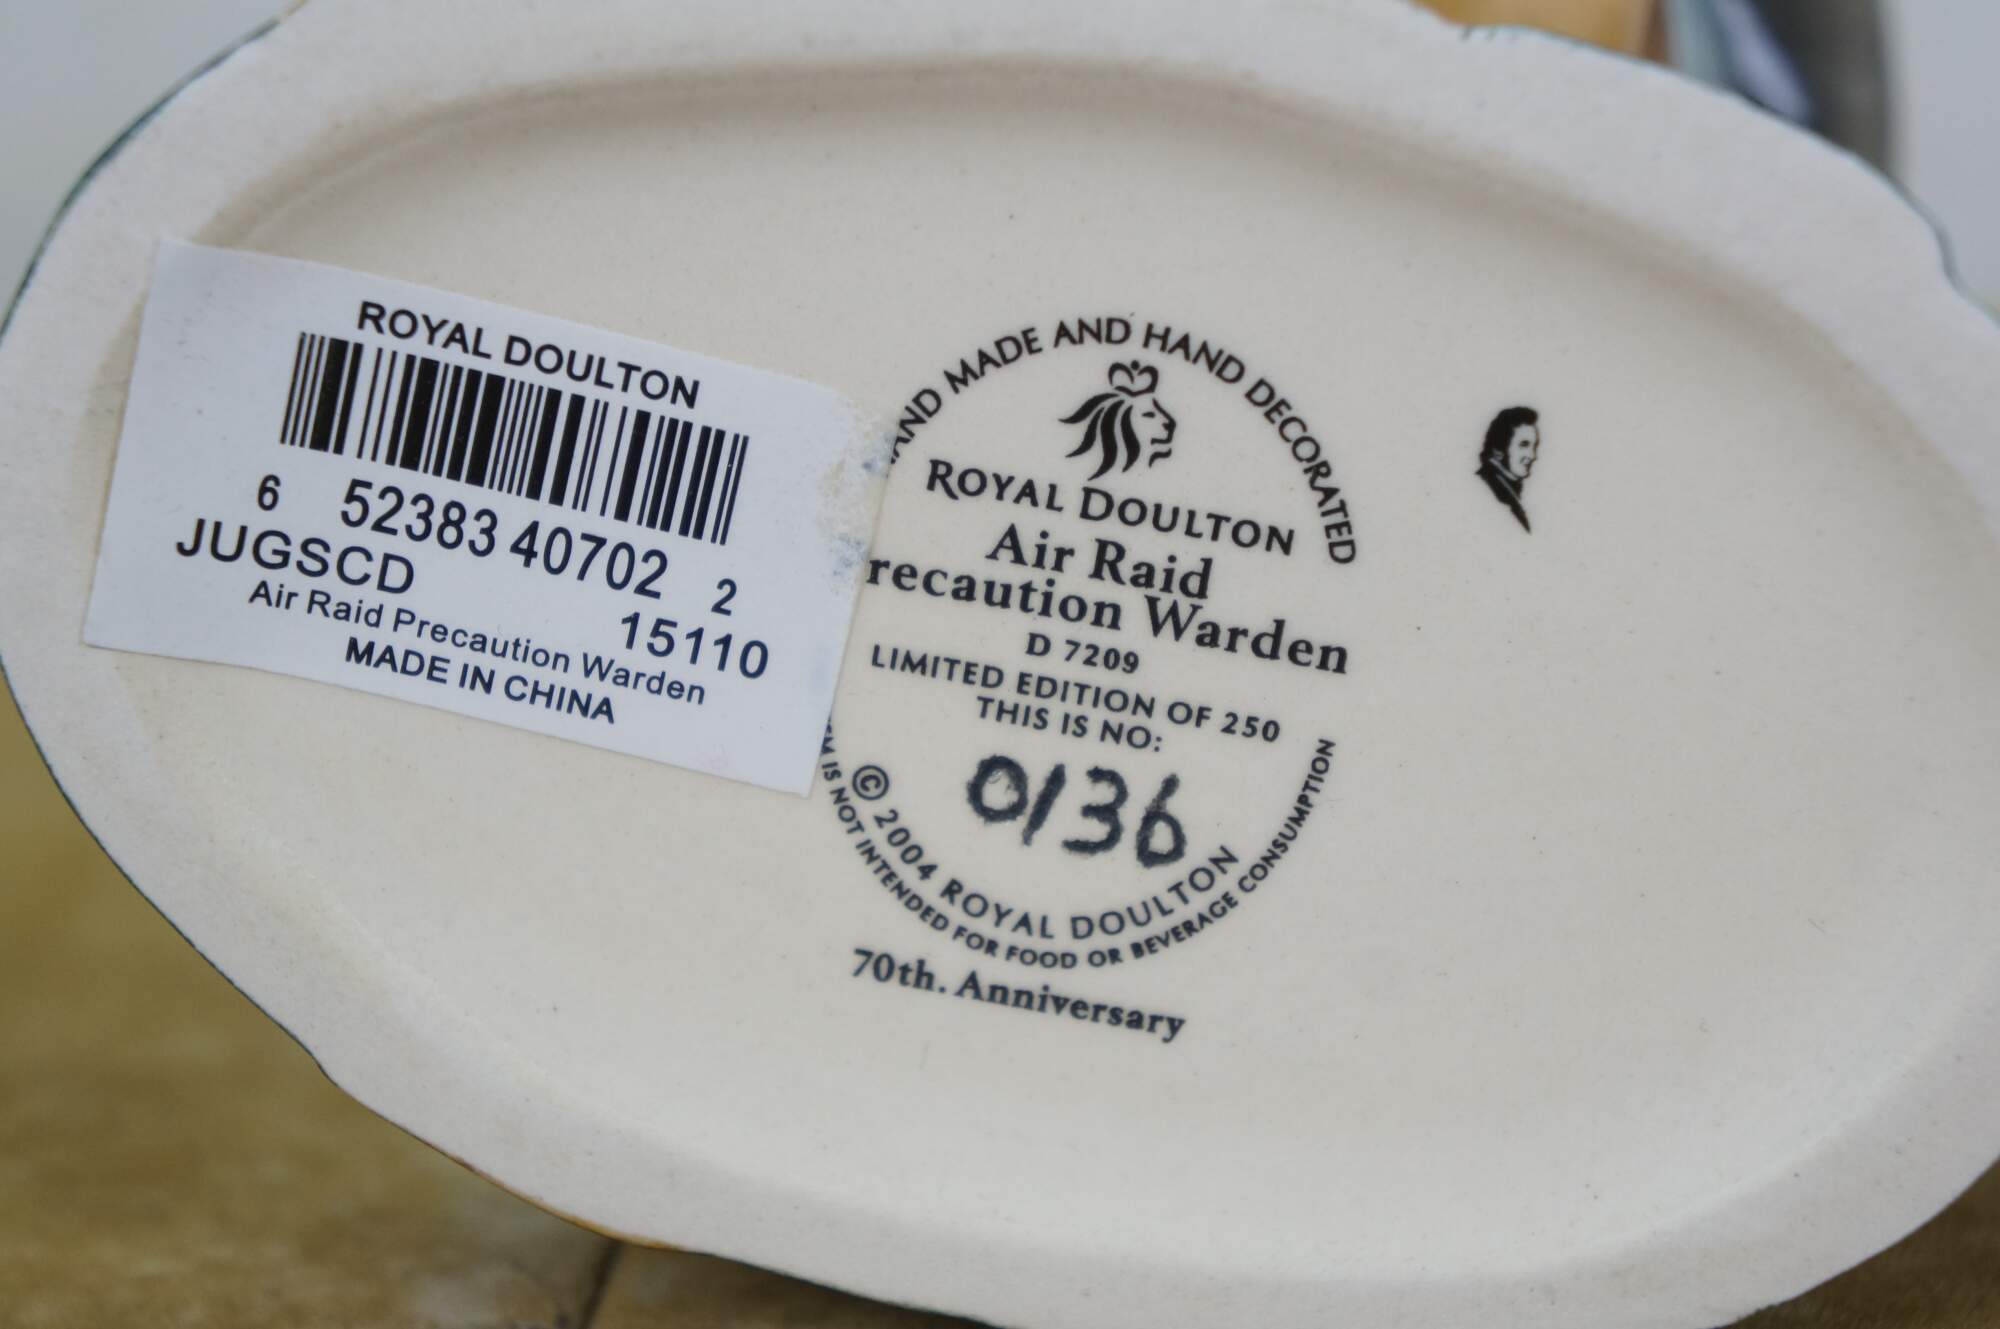 ROYAL DOULTON
6 52383 40702 2
JUGSCD 15110
Air Raid Precaution Warden
MADE IN CHINA
AND MADE AND HAND DECORATED
ROYAL DOULTON
Air Raid
recaution Warden
D 7209
LIMITED EDITION OF 250
THIS IS NO:
0136
© 2004 ROYAL DOULTON
EM IS NOT INTENDED FOR FOOD OR BEVERAGE CONSUMPTION
70th. Anniversary